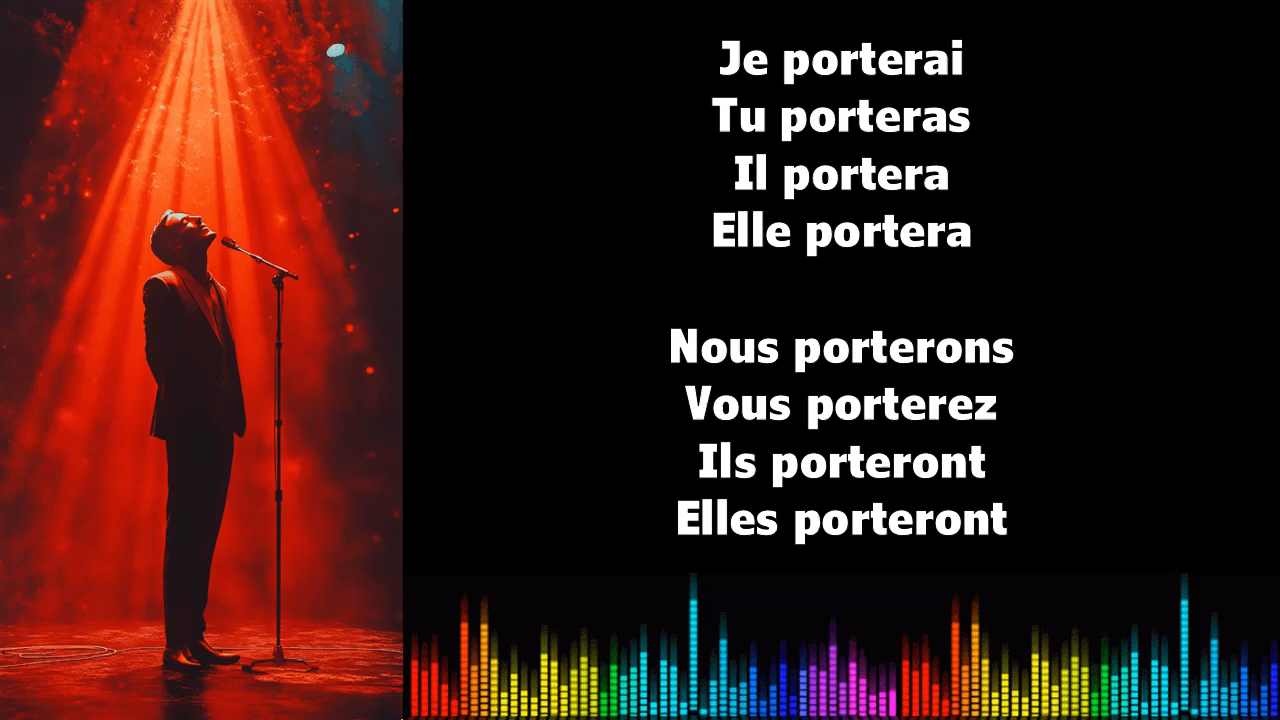 Je porterai
Tu porteras
Il portera
Elle portera
Nous porterons
Vous porterez
Ils porteront
Elles porteront